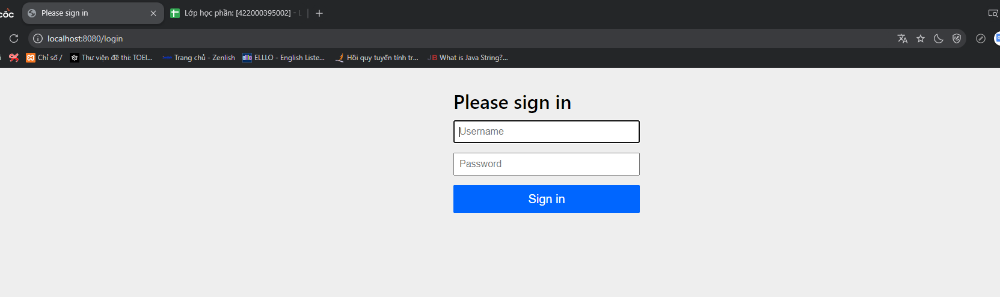 CỐC
Please sign in
Lớp học phần: [422000395002] - L
localhost:8080/login
i
Chỉ số /
Thư viện đề thi: TOEI...
Trang chủ - Zenlish
ELLLO - English Liste...
Hồi quy tuyến tính tr...
JB What is Java String?...
Please sign in
Username
Password
Sign in